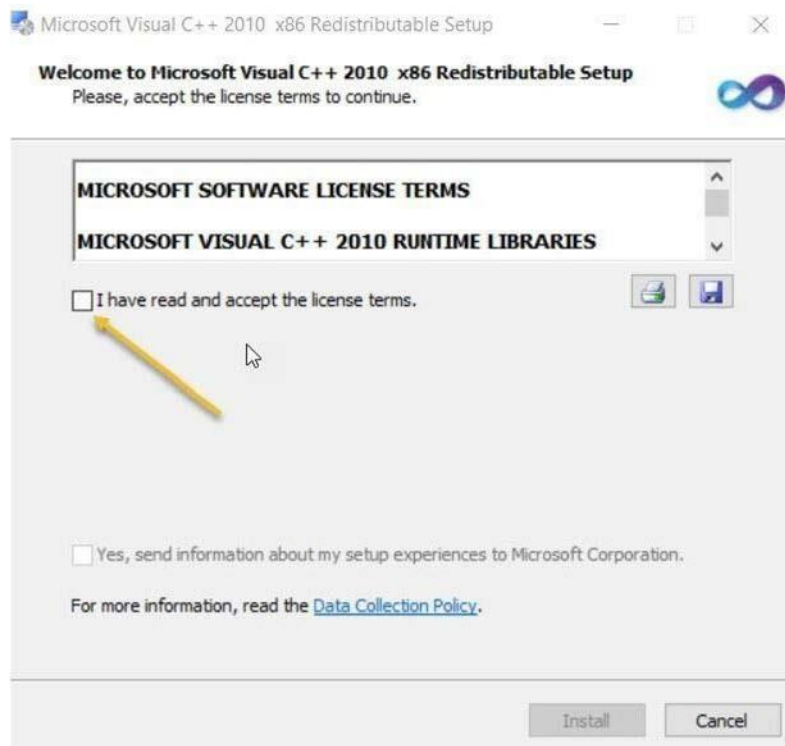 Microsoft Visual C++ 2010 x86 Redistributable Setup
Welcome to Microsoft Visual C++ 2010 x86 Redistributable Setup
Please, accept the license terms to continue.
MICROSOFT SOFTWARE LICENSE TERMS
MICROSOFT VISUAL C++ 2010 RUNTIME LIBRARIES
I have read and accept the license terms.
Yes, send information about my setup experiences to Microsoft Corporation.
For more information, read the Data Collection Policy.
Install Cancel